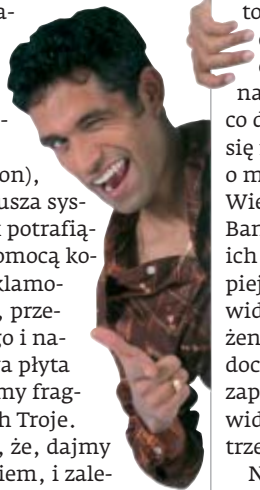 a-
-
on),
usza sys-
potrafią-
omocą ko-
klamo-
, prze-
go i na-
a płyta
my frag-
h Troje.
, że, dajmy
iem, i zale-
to
na
co d
się
o m
Wie
Bar
ich
piej
wid
żen
doc
zap
wid
trze
N